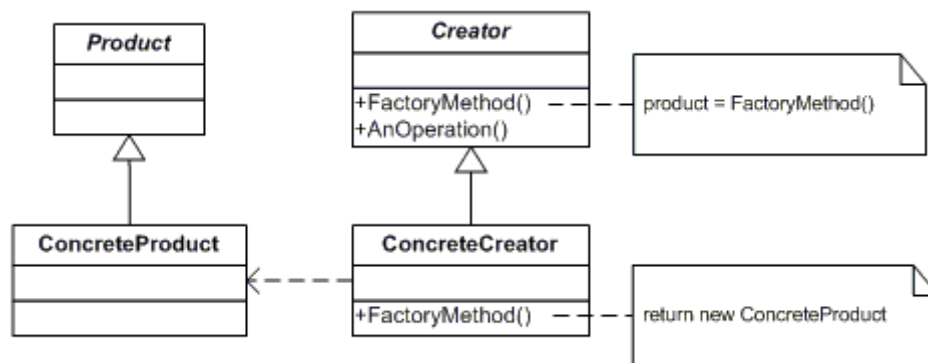 Product
Creator
+FactoryMethod()
+AnOperation()
product = FactoryMethod()
ConcreteProduct
ConcreteCreator
+FactoryMethod()
return new ConcreteProduct